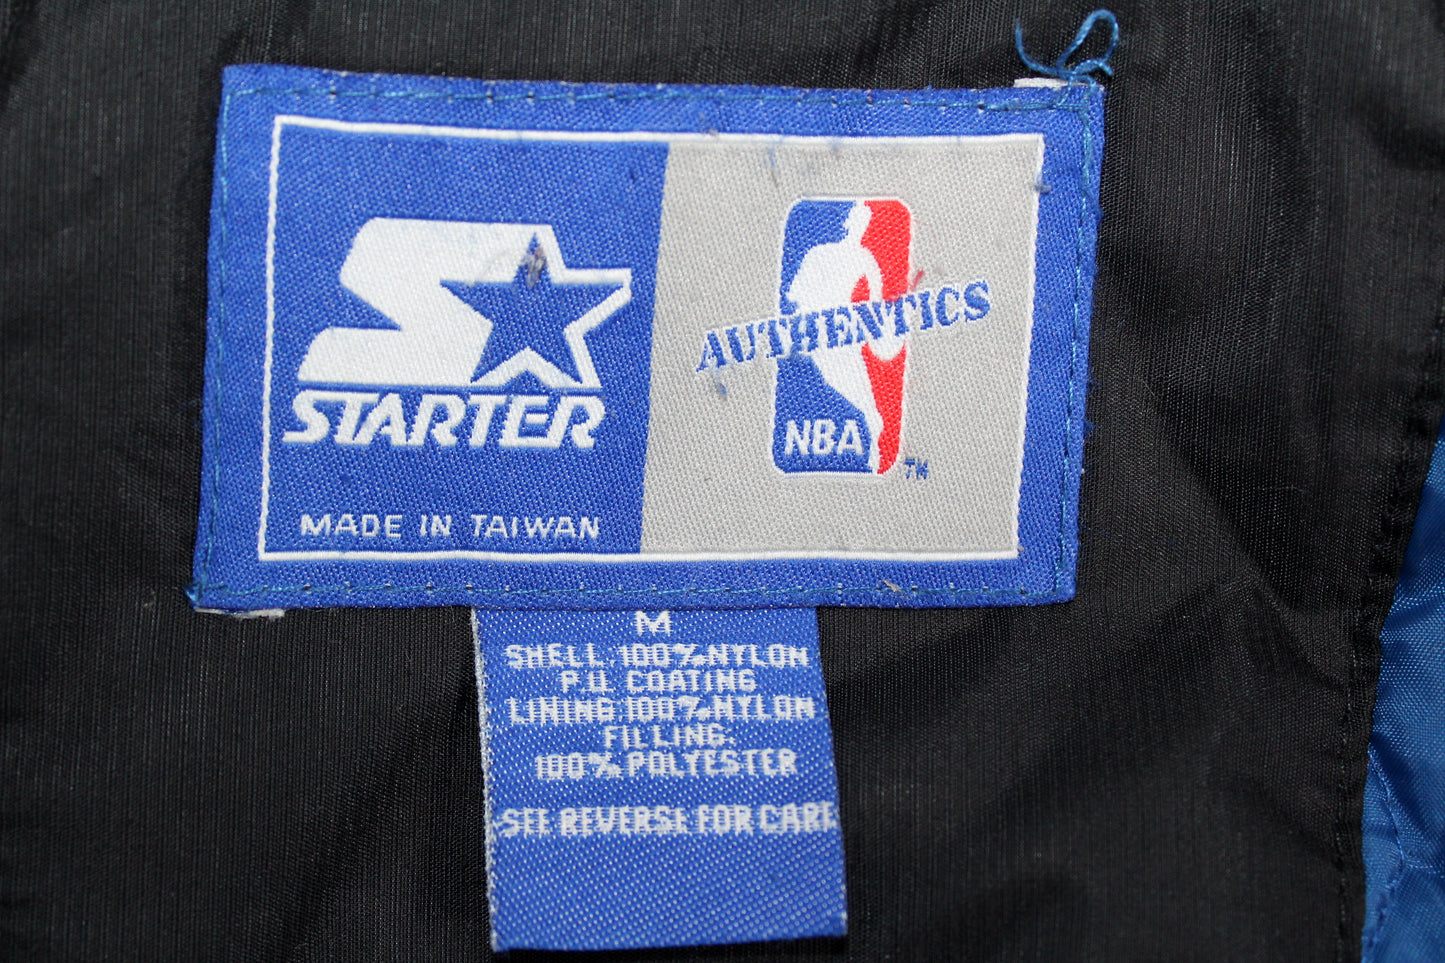 STARTER
MADE IN TAIWAN
AUTHENTICS
NBA
TM
M
SHELL:100%NYLON
P.U. COATING
LINING:100%NYLON
FILLING:
100%POLYESTER
SEE REVERSE FOR CARE